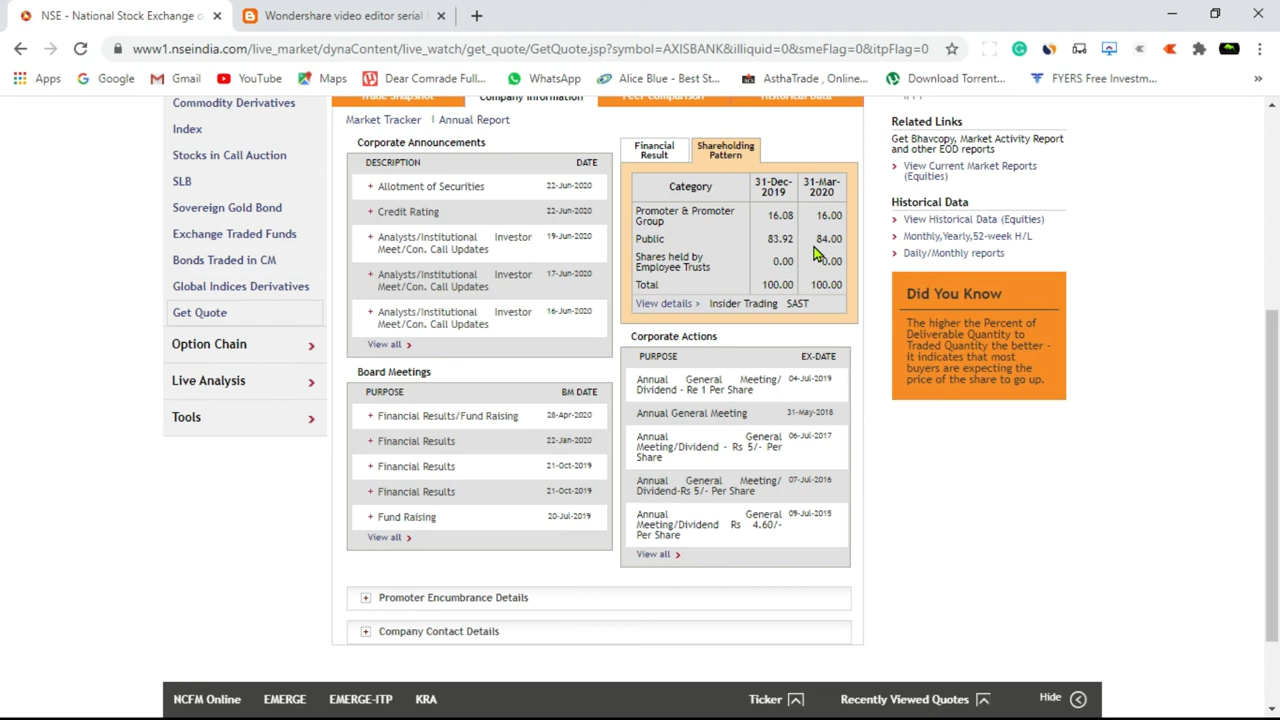 NSE - National Stock Exchange o
Wondershare video editor serial
www1.nseindia.com/live_market/dynaContent/live_watch/get_quote/GetQuote.jsp?symbol=AXISBANK&illiquid=0&smeFlag=0&itpFlag=0
Apps
Google
Gmail
YouTube
Maps
Dear Comrade Full...
WhatsApp
Alice Blue - Best St...
AsthaTrade , Online...
Download Torrent...
FYERS Free Investm...
»
Commodity Derivatives
Index
Stocks in Call Auction
SLB
Sovereign Gold Bond
Exchange Traded Funds
Bonds Traded in CM
Global Indices Derivatives
Get Quote
Option Chain
Live Analysis
Tools
Trade Snapshot
Company Information
Peer Comparison
Historical Data
Market Tracker
Annual Report
Corporate Announcements
DESCRIPTION DATE
+ Allotment of Securities 22-Jun-2020
+ Credit Rating 22-Jun-2020
+ Analysts/Institutional Investor 19-Jun-2020
Meet/Con. Call Updates
+ Analysts/Institutional Investor 17-Jun-2020
Meet/Con. Call Updates
+ Analysts/Institutional Investor 16-Jun-2020
Meet/Con. Call Updates
View all
Board Meetings
PURPOSE BM DATE
+ Financial Results/Fund Raising 28-Apr-2020
+ Financial Results 22-Jan-2020
+ Financial Results 21-Oct-2019
+ Financial Results 21-Oct-2019
+ Fund Raising 20-Jul-2019
View all
Financial
Result
Shareholding
Pattern
Category 31-Dec-2019 31-Mar-2020
Promoter & Promoter
Group 16.08 16.00
Public 83.92 84.00
Shares held by
Employee Trusts 0.00 0.00
Total 100.00 100.00
View details > Insider Trading SAST
Corporate Actions
PURPOSE EX-DATE
Annual General Meeting/ 04-Jul-2019
Dividend - Re 1 Per Share
Annual General Meeting 31-May-2018
Annual General 06-Jul-2017
Meeting/Dividend - Rs 5/- Per
Share
Annual General Meeting/ 07-Jul-2016
Dividend-Rs 5/- Per Share
Annual General 09-Jul-2015
Meeting/Dividend Rs 4.60/-
Per Share
View all
+ Promoter Encumbrance Details
+ Company Contact Details
Related Links
Get Bhavcopy, Market Activity Report
and other EOD reports
View Current Market Reports
(Equities)
Historical Data
View Historical Data (Equities)
Monthly,Yearly,52-week H/L
Daily/Monthly reports
Did You Know
The higher the Percent of
Deliverable Quantity to
Traded Quantity the better -
it indicates that most
buyers are expecting the
price of the share to go up.
NCFM Online
EMERGE
EMERGE-ITP
KRA
Ticker
Recently Viewed Quotes
Hide